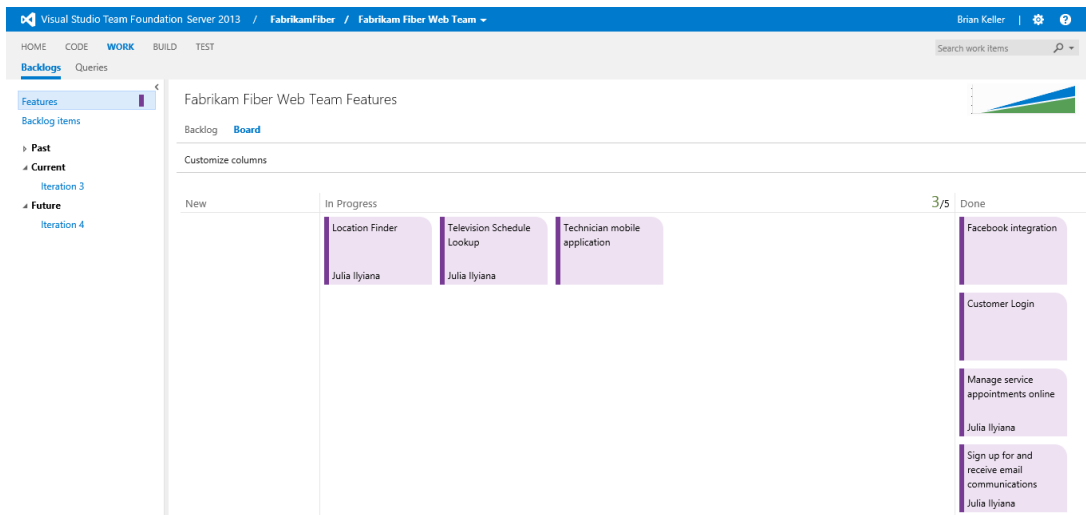 Visual Studio Team Foundation Server 2013 / FabrikamFiber / Fabrikam Fiber Web Team
Brian Keller |
HOME CODE WORK BUILD TEST
Search work items
Backlogs Queries
Features
Backlog items
Past
Current
Iteration 3
Future
Iteration 4
Fabrikam Fiber Web Team Features
Backlog Board
Customize columns
New
In Progress 3/5
Location Finder
Julia Ilyiana
Television Schedule
Lookup
Julia Ilyiana
Technician mobile
application
Done
Facebook integration
Customer Login
Manage service
appointments online
Julia Ilyiana
Sign up for and
receive email
communications
Julia Ilyiana